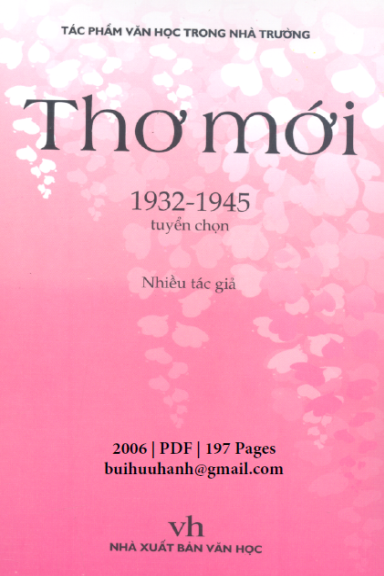 TÁC PHẨM VĂN HỌC TRONG NHÀ TRƯỜNG
Thơ mới
1932-1945
tuyển chọn
Nhiều tác giả
2006 | PDF | 197 Pages
buihuuhanh@gmail.com
vh
NHÀ XUẤT BẢN VĂN HỌC